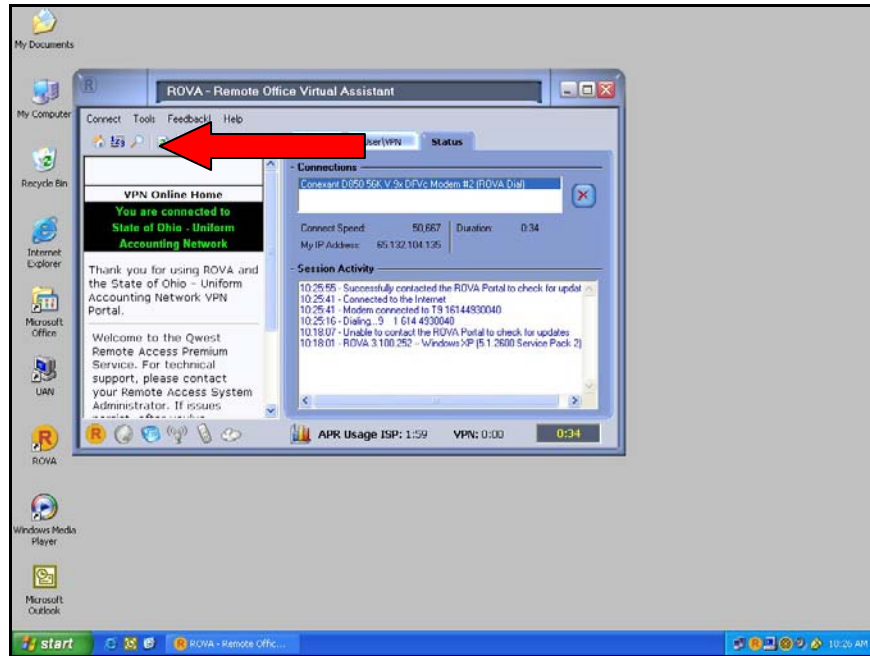 My Documents
My Computer
Recycle Bin
Internet
Explorer
Microsoft
Office
UAN
ROVA
Windows Media
Player
Microsoft
Outlook
ROVA - Remote Office Virtual Assistant
Connect Tools Feedback! Help
User\VPN Status
VPN Online Home
You are connected to
State of Ohio - Uniform
Accounting Network
Thank you for using ROVA and
the State of Ohio - Uniform
Accounting Network VPN
Portal.
Welcome to the Qwest
Remote Access Premium
Service. For technical
support, please contact
your Remote Access System
Administrator. If issues
Connections
Conexant D850 56K V.9x DFVc Modem #2 (ROVA Dial)
Connect Speed: 50,667 Duration: 0:34
My IP Address: 65.132.104.135
Session Activity
10:25:55 - Successfully contacted the ROVA Portal to check for updat
10:25:41 - Connected to the Internet
10:25:41 - Modem connected to T9 16144930040
10:25:16 - Dialing...9 1 614 4930040
10:18:07 - Unable to contact the ROVA Portal to check for updates
10:18:01 - ROVA 3.100.252 -- Windows XP (5.1.2600 Service Pack 2)
APR Usage ISP: 1:59 VPN: 0:00 0:34
start ROVA - Remote Offic... 10:26 AM